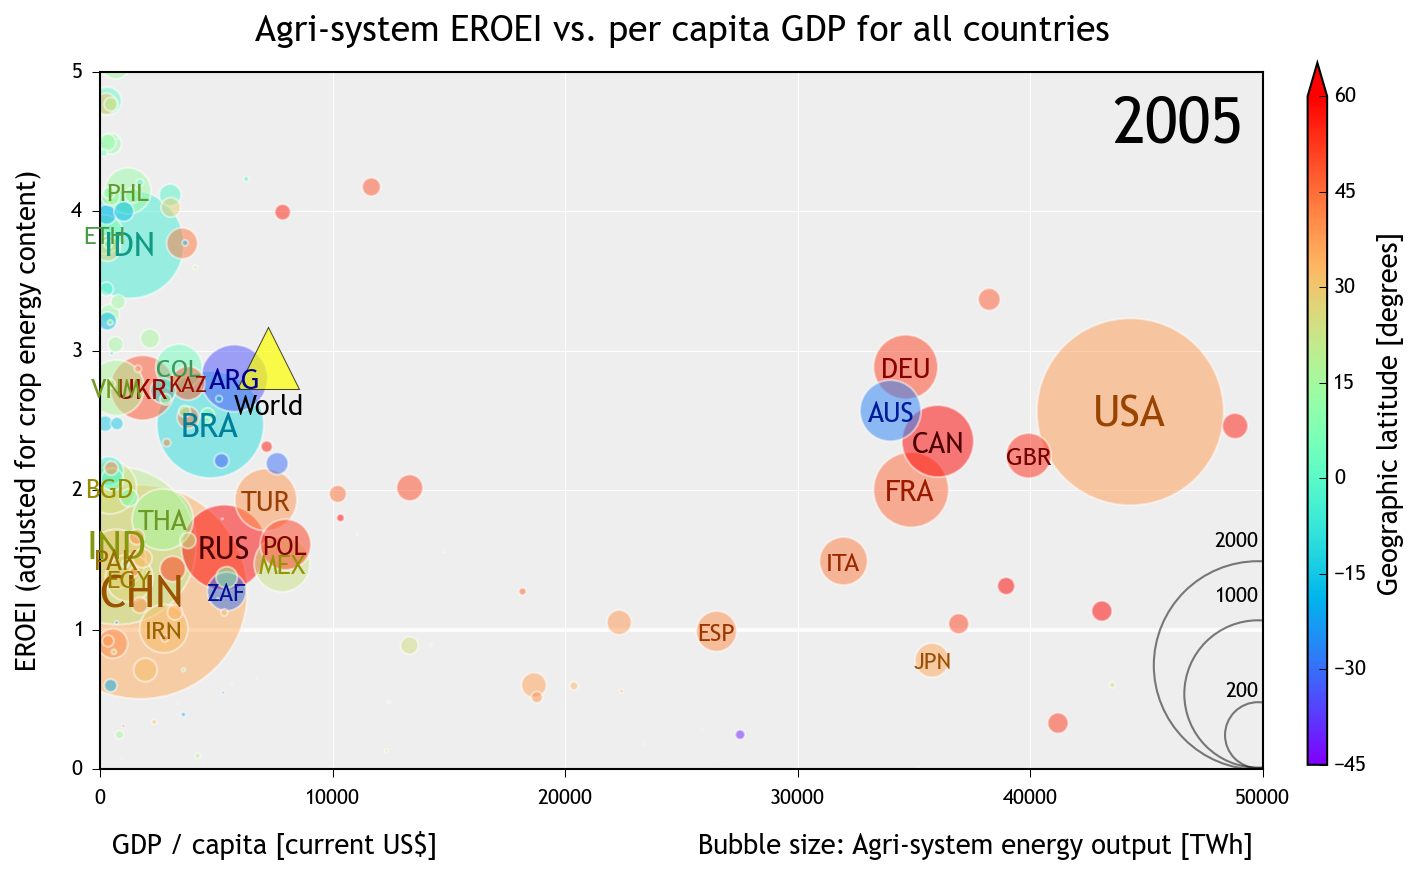 Agri-system EROEI vs. per capita GDP for all countries
2005
EROEI (adjusted for crop energy content)
5
4
3
2
1
0
PHL
ETH
IDN
COL
VNM
UKR
KAZ
ARG
World
BRA
DEU
AUS
CAN
FRA
GBR
USA
BGD
THA
TUR
IND
PAK
EGY
CHN
RUS
POL
MEX
ZAF
IRN
ITA
ESP
JPN
2000
1000
200
0
10000
20000
30000
40000
50000
GDP / capita [current US$]
Bubble size: Agri-system energy output [TWh]
60
45
30
15
0
−15
−30
−45
Geographic latitude [degrees]